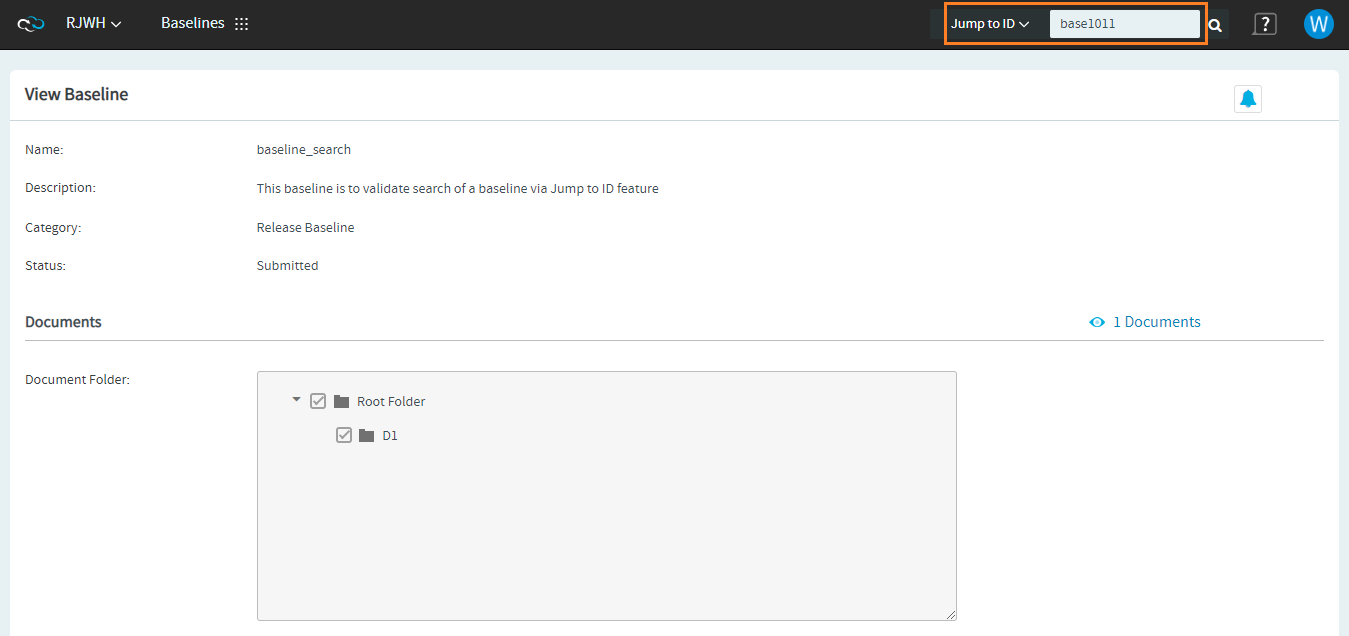 RJWH Baselines Jump to ID base1011 ? W
View Baseline
Name: baseline_search
Description: This baseline is to validate search of a baseline via Jump to ID feature
Category: Release Baseline
Status: Submitted
Documents 1 Documents
Document Folder:
Root Folder
D1